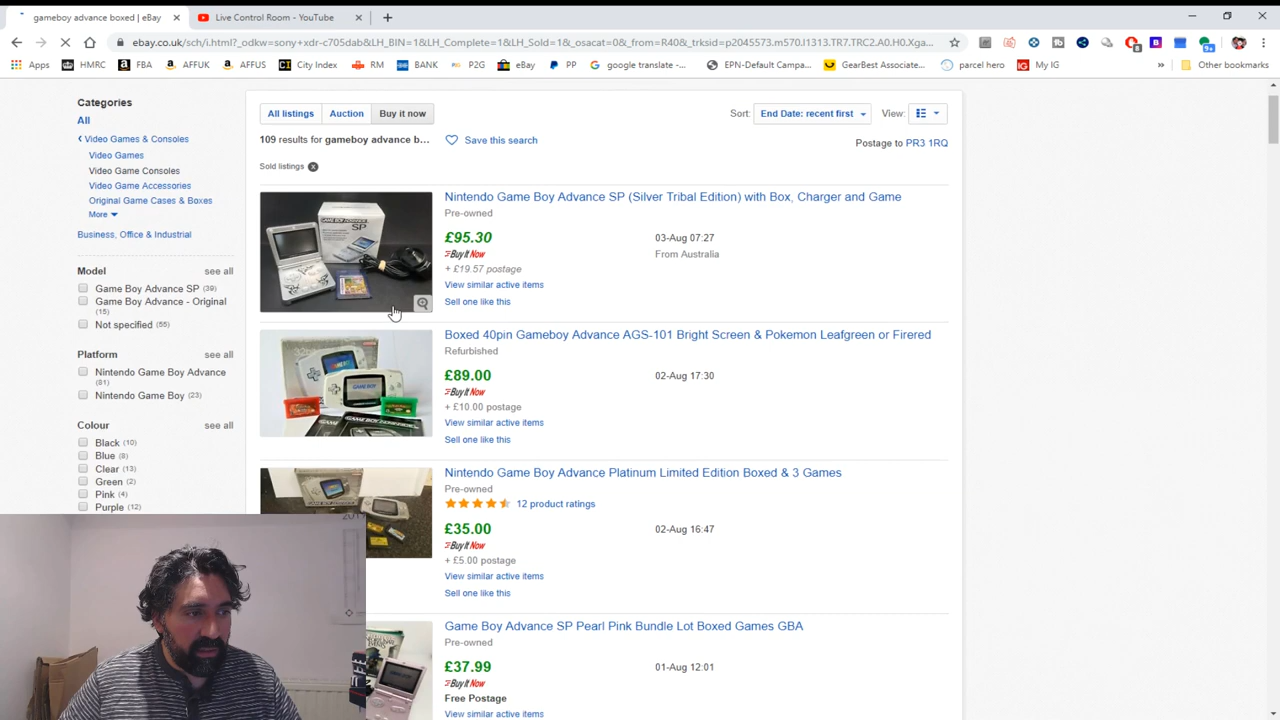 gameboy advance boxed | eBay
Live Control Room - YouTube
ebay.co.uk/sch/i.html?_odkw=sony+xdr-c705dab&LH_BIN=1&LH_Complete=1&LH_Sold=1&_osacat=0&_from=R40&_trksid=p2045573.m570.l1313.TR7.TRC2.A0.H0.Xga...
Apps HMRC FBA AFFUK AFFUS City Index RM BANK P2G eBay PP google translate -... EPN-Default Campa... GearBest Associate... parcel hero My IG » Other bookmarks
Categories
All
Video Games & Consoles
Video Games
Video Game Consoles
Video Game Accessories
Original Game Cases & Boxes
More
Business, Office & Industrial
Model see all
Game Boy Advance SP (39)
Game Boy Advance - Original (15)
Not specified (55)
Platform see all
Nintendo Game Boy Advance (81)
Nintendo Game Boy (23)
Colour see all
Black (10)
Blue (8)
Clear (13)
Green (2)
Pink (4)
Purple (12)
All listings Auction Buy it now
Sort: End Date: recent first View:
109 results for gameboy advance b... Save this search
Postage to PR3 1RQ
Sold listings
GAME BOY ADVANCE
SP
Nintendo Game Boy Advance SP (Silver Tribal Edition) with Box, Charger and Game
Pre-owned
£95.30 03-Aug 07:27
Buy It Now From Australia
+ £19.57 postage
View similar active items
Sell one like this
Boxed 40pin Gameboy Advance AGS-101 Bright Screen & Pokemon Leafgreen or Firered
Refurbished
£89.00 02-Aug 17:30
Buy It Now
+ £10.00 postage
View similar active items
Sell one like this
Nintendo Game Boy Advance Platinum Limited Edition Boxed & 3 Games
Pre-owned
12 product ratings
£35.00 02-Aug 16:47
Buy It Now
+ £5.00 postage
View similar active items
Sell one like this
Game Boy Advance SP Pearl Pink Bundle Lot Boxed Games GBA
Pre-owned
£37.99 01-Aug 12:01
Buy It Now
Free Postage
View similar active items